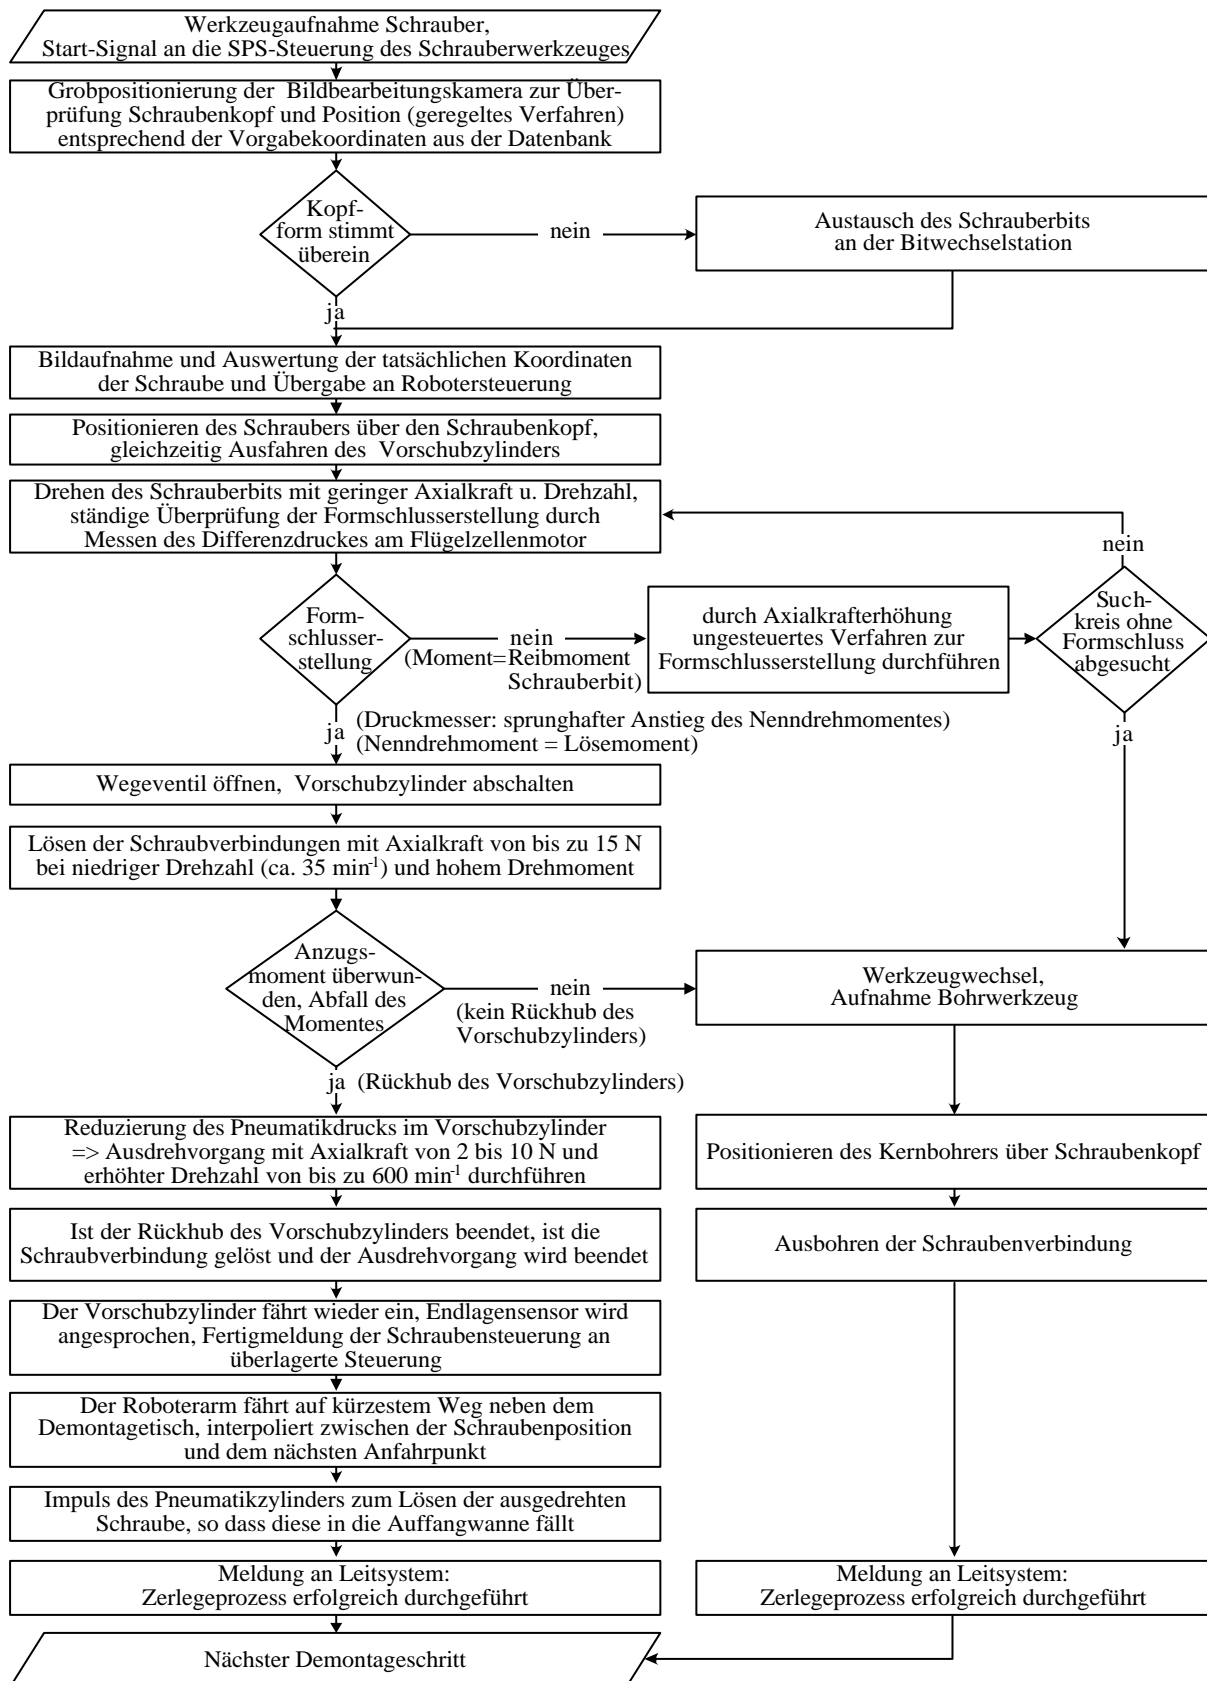 Werkzeugaufnahme Schrauber,
Start-Signal an die SPS-Steuerung des Schrauberwerkzeuges
Grobpositionierung der Bildbearbeitungskamera zur Über-
prüfung Schraubenkopf und Position (geregeltes Verfahren)
entsprechend der Vorgabekoordinaten aus der Datenbank
Kopf-
form stimmt
überein
nein
Austausch des Schrauberbits
an der Bitwechselstation
ja
Bildaufnahme und Auswertung der tatsächlichen Koordinaten
der Schraube und Übergabe an Robotersteuerung
Positionieren des Schraubers über den Schraubenkopf,
gleichzeitig Ausfahren des Vorschubzylinders
Drehen des Schrauberbits mit geringer Axialkraft u. Drehzahl,
ständige Überprüfung der Formschlusserstellung durch
Messen des Differenzdruckes am Flügelzellenmotor
Form-
schlusser-
stellung
nein
(Moment=Reibmoment
Schrauberbit)
durch Axialkrafterhöhung
ungesteuertes Verfahren zur
Formschlusserstellung durchführen
nein
Such-
kreis ohne
Formschluss
abgesucht
ja
ja
(Druckmesser: sprunghafter Anstieg des Nenndrehmomentes)
(Nenndrehmoment = Lösemoment)
Wegeventil öffnen, Vorschubzylinder abschalten
Lösen der Schraubverbindungen mit Axialkraft von bis zu 15 N
bei niedriger Drehzahl (ca. 35 min⁻¹) und hohem Drehmoment
Anzugs-
moment überwun-
den, Abfall des
Momentes
nein
(kein Rückhub des
Vorschubzylinders)
Werkzeugwechsel,
Aufnahme Bohrwerkzeug
ja (Rückhub des Vorschubzylinders)
Reduzierung des Pneumatikdrucks im Vorschubzylinder
=> Ausdrehvorgang mit Axialkraft von 2 bis 10 N und
erhöhter Drehzahl von bis zu 600 min⁻¹ durchführen
Positionieren des Kernbohrers über Schraubenkopf
Ist der Rückhub des Vorschubzylinders beendet, ist die
Schraubverbindung gelöst und der Ausdrehvorgang wird beendet
Ausbohren der Schraubenverbindung
Der Vorschubzylinder fährt wieder ein, Endlagensensor wird
angesprochen, Fertigmeldung der Schraubensteuerung an
überlagerte Steuerung
Der Roboterarm fährt auf kürzestem Weg neben dem
Demontagetisch, interpoliert zwischen der Schraubenposition
und dem nächsten Anfahrpunkt
Impuls des Pneumatikzylinders zum Lösen der ausgedrehten
Schraube, so dass diese in die Auffangwanne fällt
Meldung an Leitsystem:
Zerlegeprozess erfolgreich durchgeführt
Meldung an Leitsystem:
Zerlegeprozess erfolgreich durchgeführt
Nächster Demontageschritt